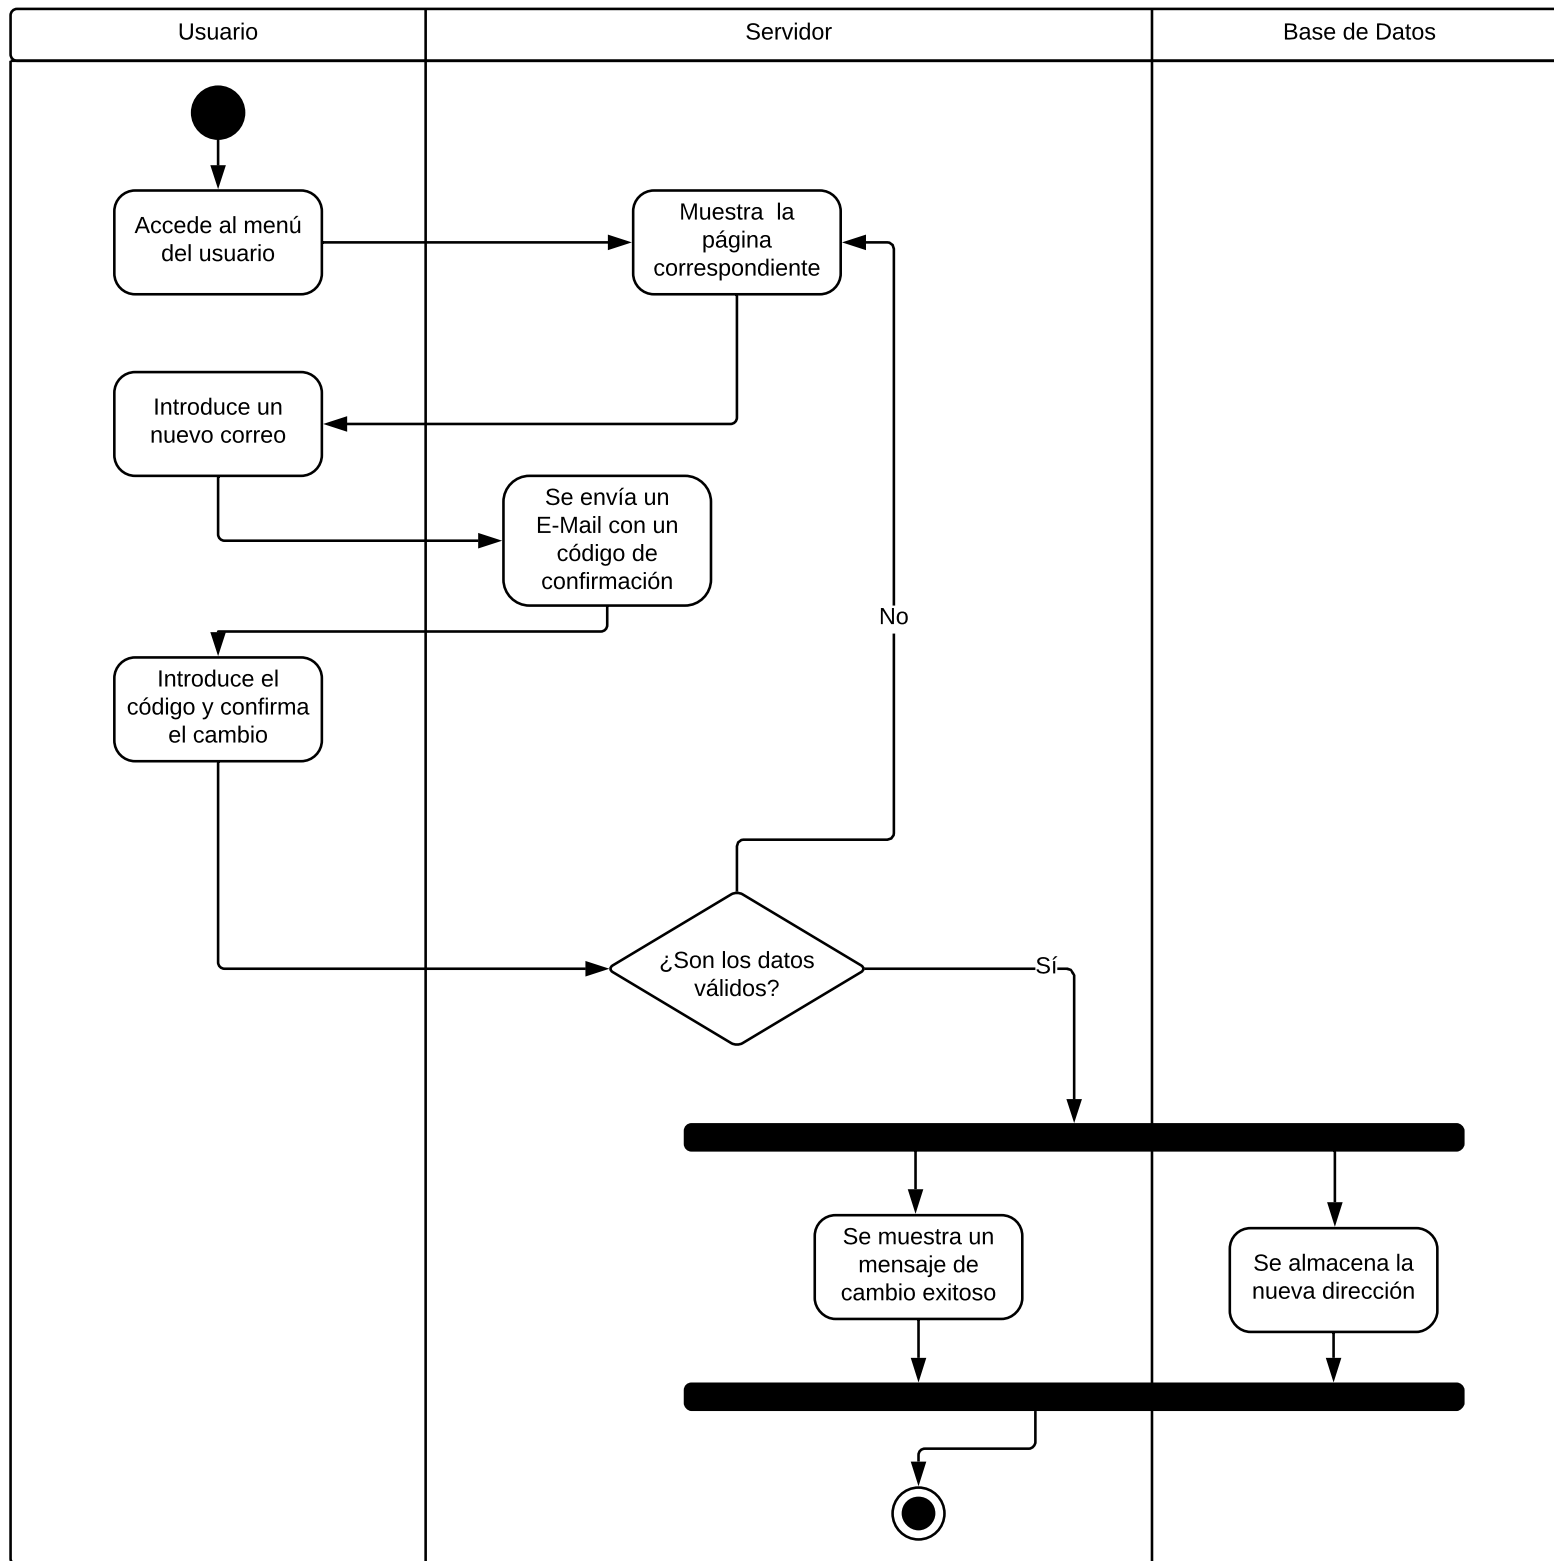 Usuario
Servidor
Base de Datos
Accede al menú
del usuario
Muestra  la
página
correspondiente
Introduce un
nuevo correo
Se envía un
E-Mail con un
código de
confirmación
No
Introduce el
código y confirma
el cambio
¿Son los datos
válidos?
Sí
Se muestra un
mensaje de
cambio exitoso
Se almacena la
nueva dirección